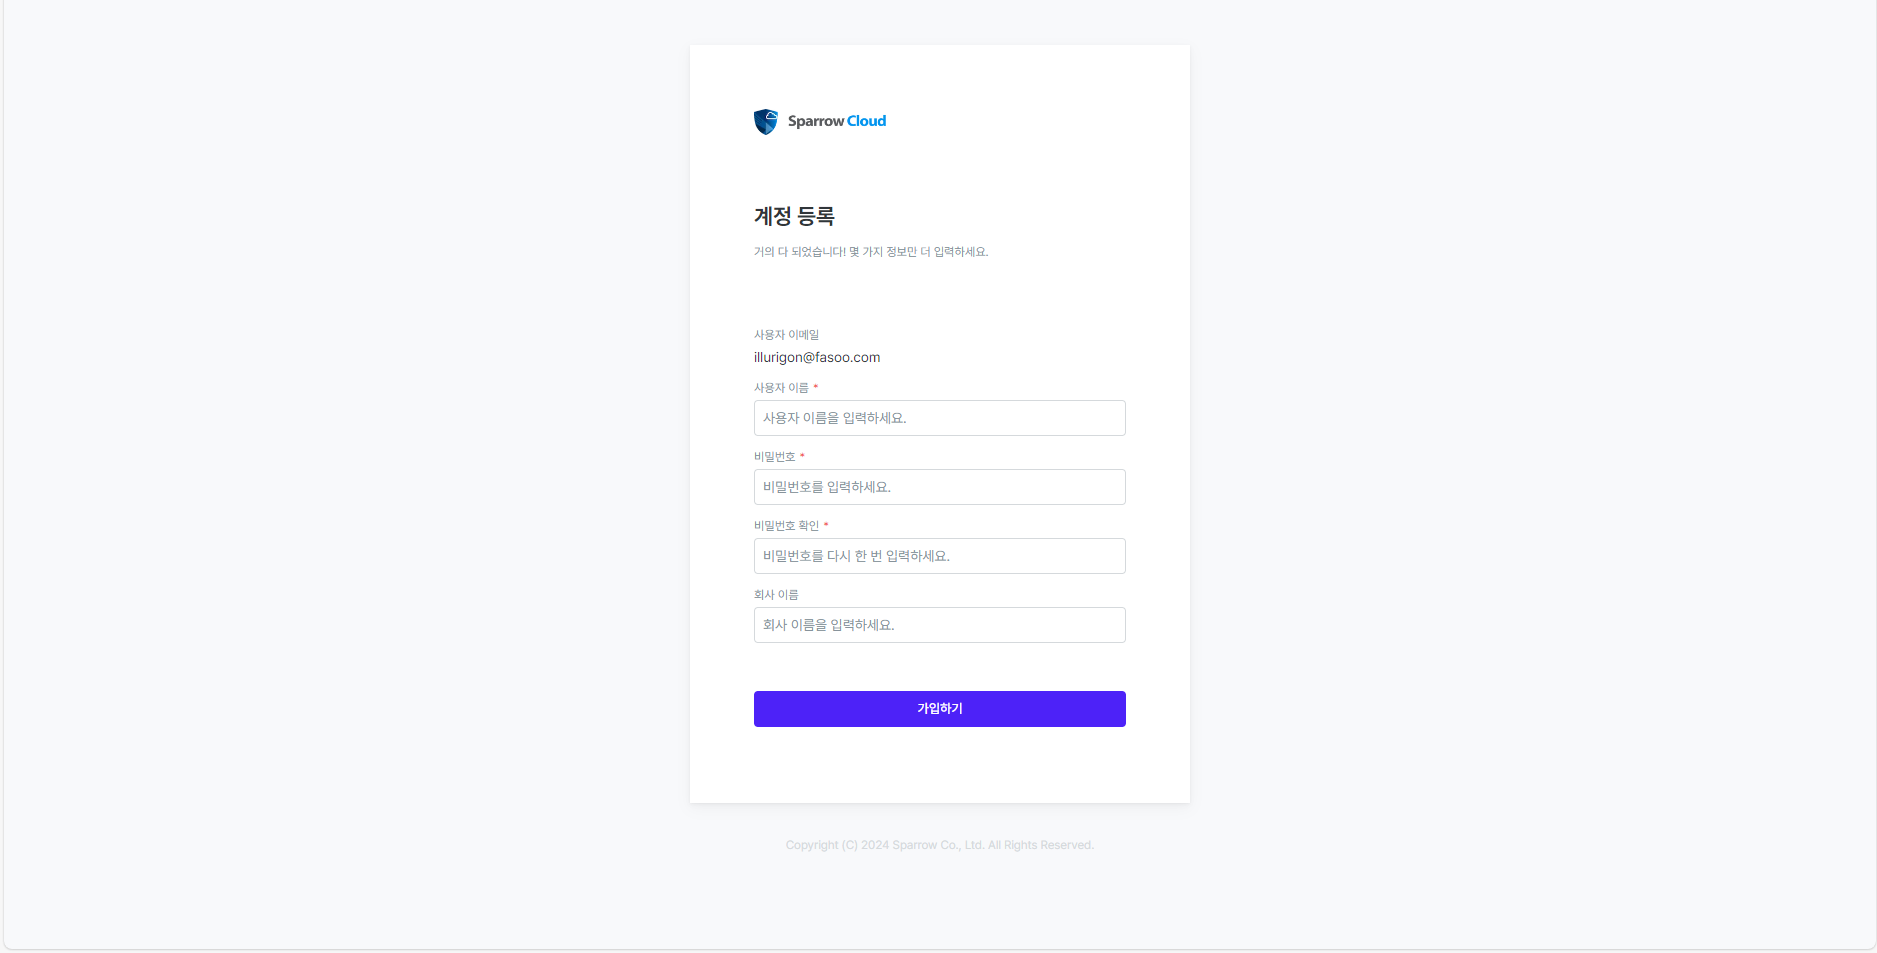 Sparrow Cloud
계정 등록
거의 다 되었습니다! 몇 가지 정보만 더 입력하세요.
사용자 이메일
illurigon@fasoo.com
사용자 이름 *
사용자 이름을 입력하세요.
비밀번호 *
비밀번호를 입력하세요.
비밀번호 확인 *
비밀번호를 다시 한 번 입력하세요.
회사 이름
회사 이름을 입력하세요.
가입하기
Copyright (C) 2024 Sparrow Co., Ltd. All Rights Reserved.